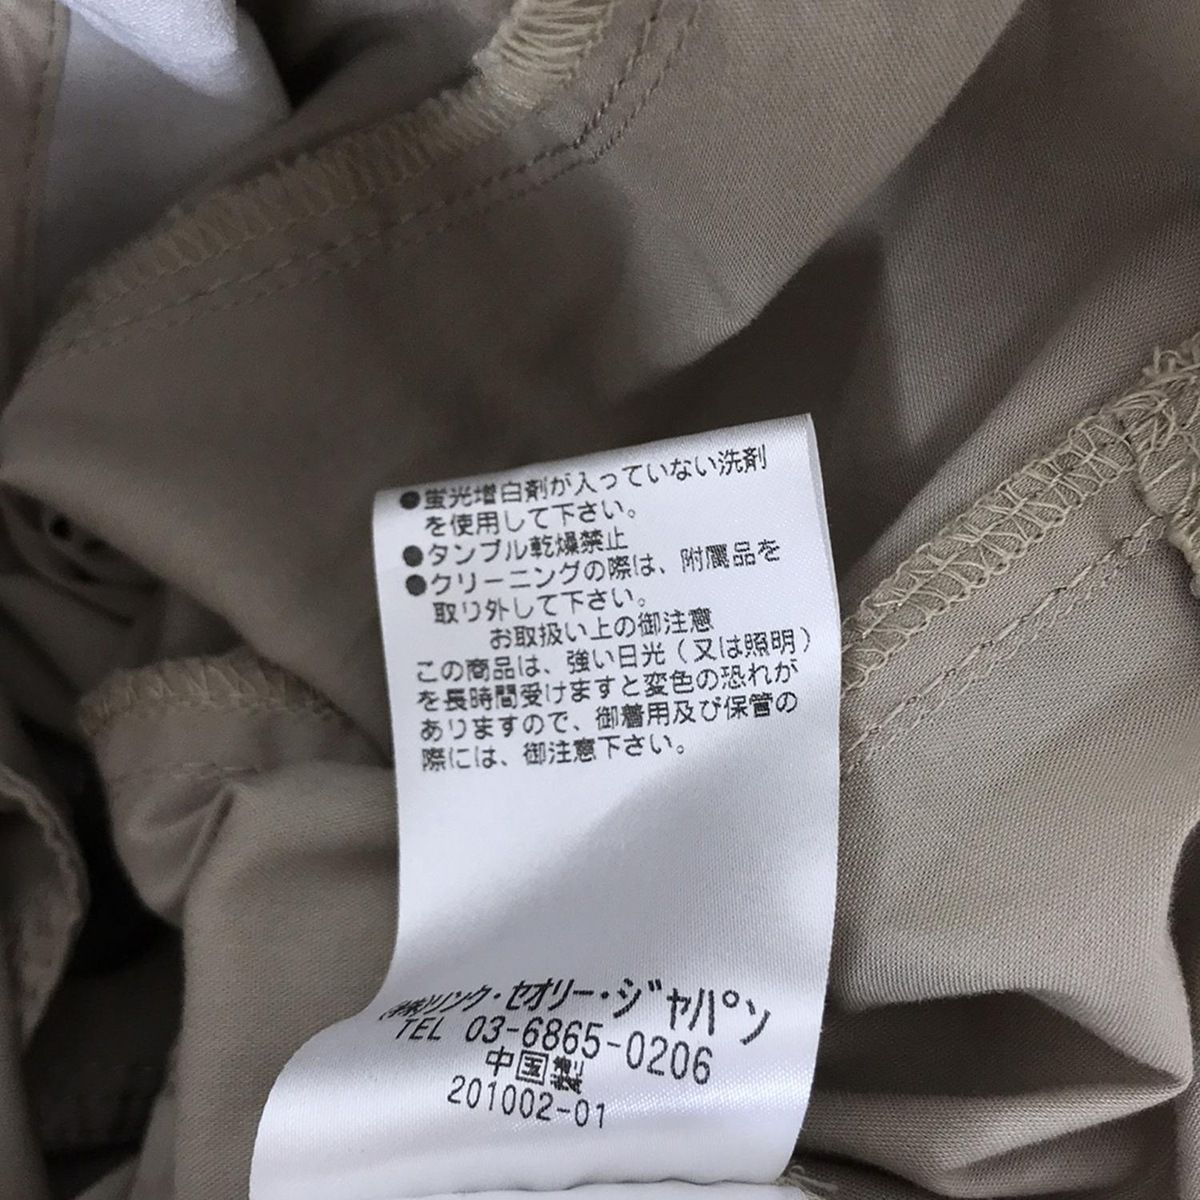 ●蛍光増白剤が入っていない洗剤
を使用して下さい。
●タンブル乾燥禁止
●クリーニングの際は、附属品を
取り外して下さい。
お取扱い上の御注意
この商品は、強い日光（又は照明）
を長時間受けますと変色の恐れが
ありますので、御着用及び保管の
際には、御注意下さい。
(株)リンク・セオリー・ジャパン
TEL 03-6865-0206
中国製
201002-01